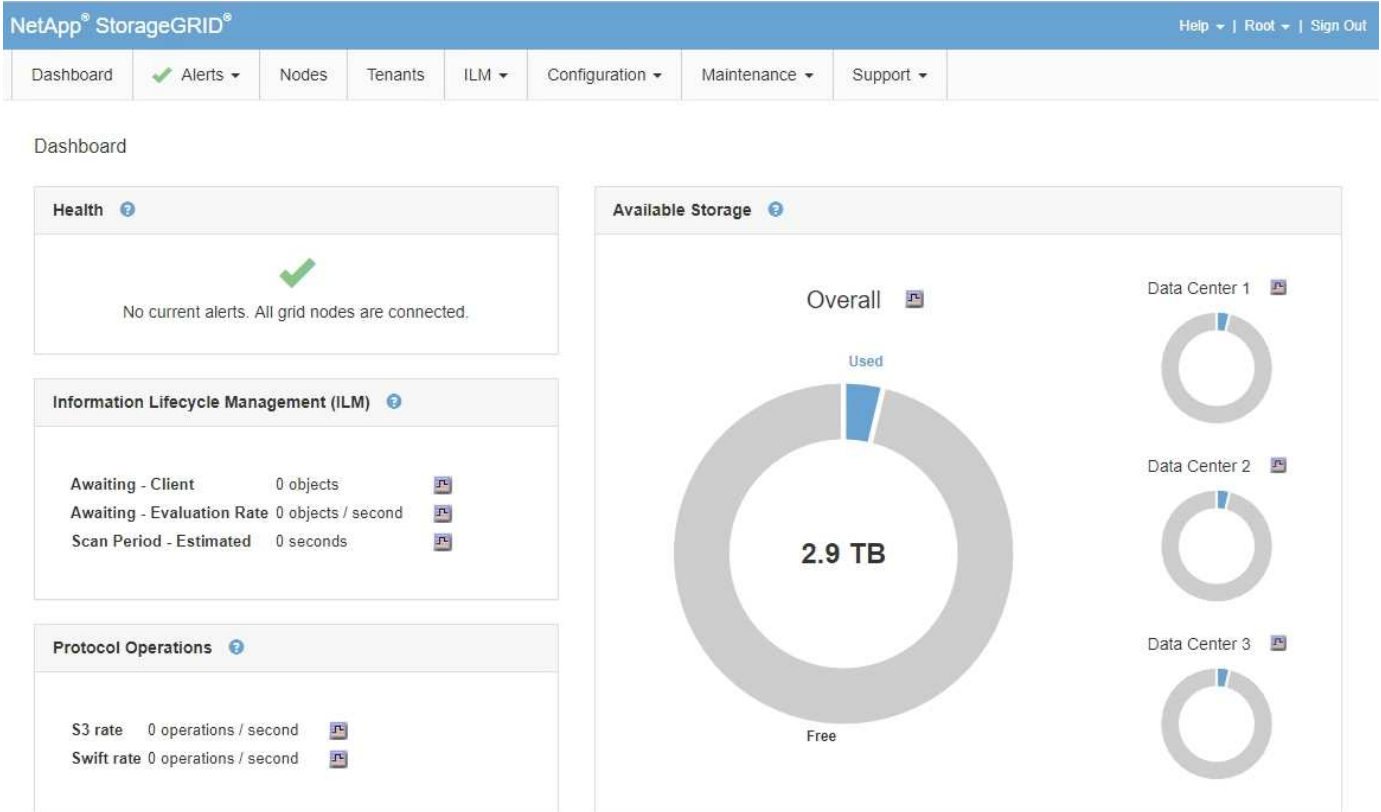 NetApp® StorageGRID®
Help | Root | Sign Out
Dashboard
Alerts
Nodes
Tenants
ILM
Configuration
Maintenance
Support
Dashboard
Health
No current alerts. All grid nodes are connected.
Information Lifecycle Management (ILM)
Awaiting - Client 0 objects
Awaiting - Evaluation Rate 0 objects / second
Scan Period - Estimated 0 seconds
Protocol Operations
S3 rate 0 operations / second
Swift rate 0 operations / second
Available Storage
Overall
Used
2.9 TB
Free
Data Center 1
Data Center 2
Data Center 3